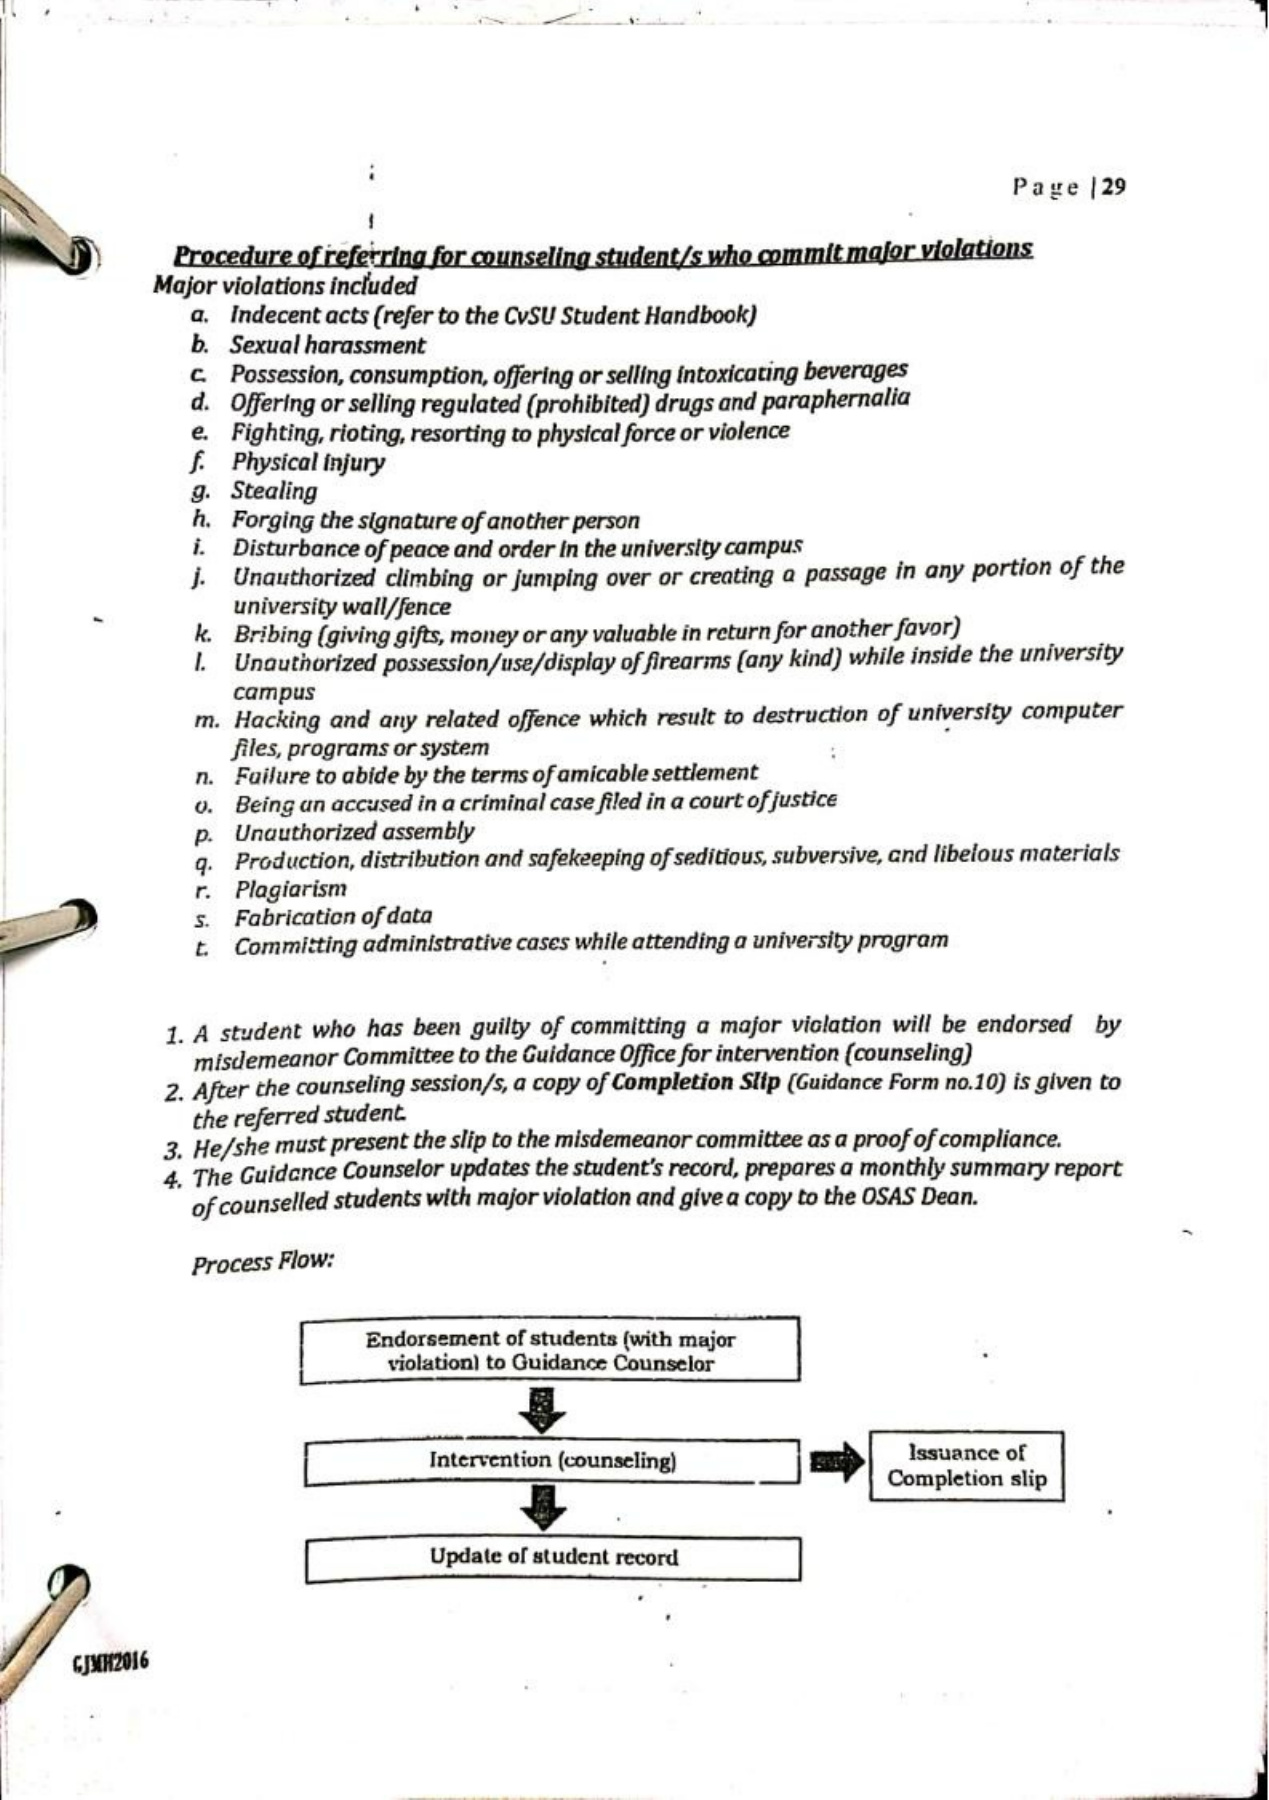 Page |29
Procedure of referring for counseling student/s who commit major violations
Major violations included
a. Indecent acts (refer to the CvSU Student Handbook)
b. Sexual harassment
c. Possession, consumption, offering or selling intoxicating beverages
d. Offering or selling regulated (prohibited) drugs and paraphernalia
e. Fighting, rioting, resorting to physical force or violence
f. Physical injury
g. Stealing
h. Forging the signature of another person
i. Disturbance of peace and order in the university campus
j. Unauthorized climbing or jumping over or creating a passage in any portion of the
university wall/fence
k. Bribing (giving gifts, money or any valuable in return for another favor)
l. Unauthorized possession/use/display of firearms (any kind) while inside the university
campus
m. Hacking and any related offence which result to destruction of university computer
files, programs or system
n. Failure to abide by the terms of amicable settlement
o. Being an accused in a criminal case filed in a court of justice
p. Unauthorized assembly
q. Production, distribution and safekeeping of seditious, subversive, and libelous materials
r. Plagiarism
s. Fabrication of data
t. Committing administrative cases while attending a university program
1. A student who has been guilty of committing a major violation will be endorsed by
misdemeanor Committee to the Guidance Office for intervention (counseling)
2. After the counseling session/s, a copy of Completion Slip (Guidance Form no.10) is given to
the referred student.
3. He/she must present the slip to the misdemeanor committee as a proof of compliance.
4. The Guidance Counselor updates the student's record, prepares a monthly summary report
of counselled students with major violation and give a copy to the OSAS Dean.
Process Flow:
Endorsement of students (with major
violation) to Guidance Counselor
Intervention (counseling)
Issuance of
Completion slip
Update of student record
GJMH2016